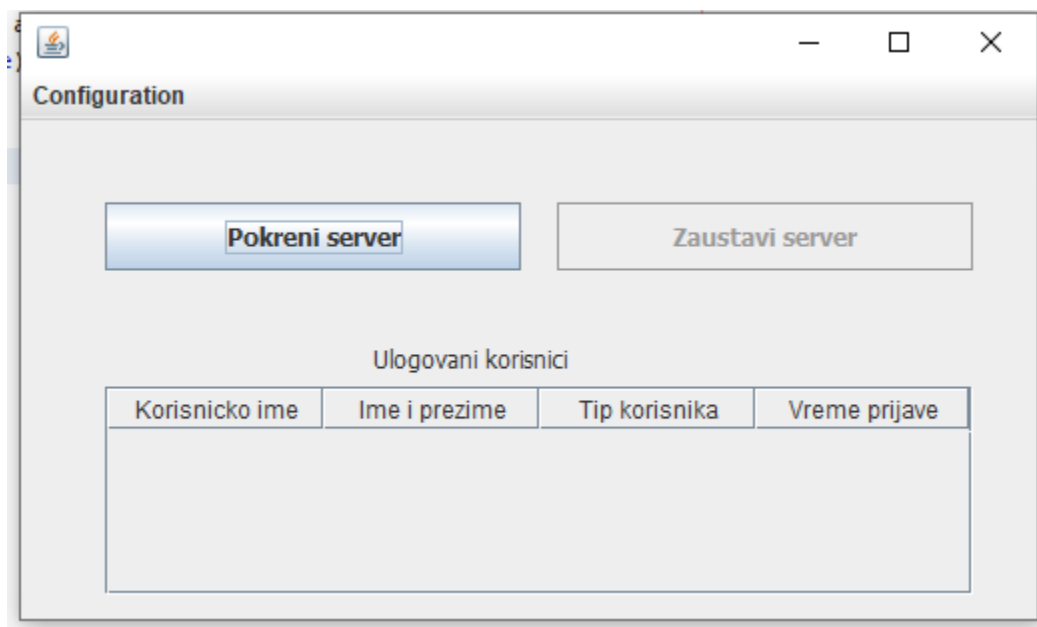 Configuration
Pokreni server Zaustavi server
Ulogovani korisnici
Korisnicko ime Ime i prezime Tip korisnika Vreme prijave